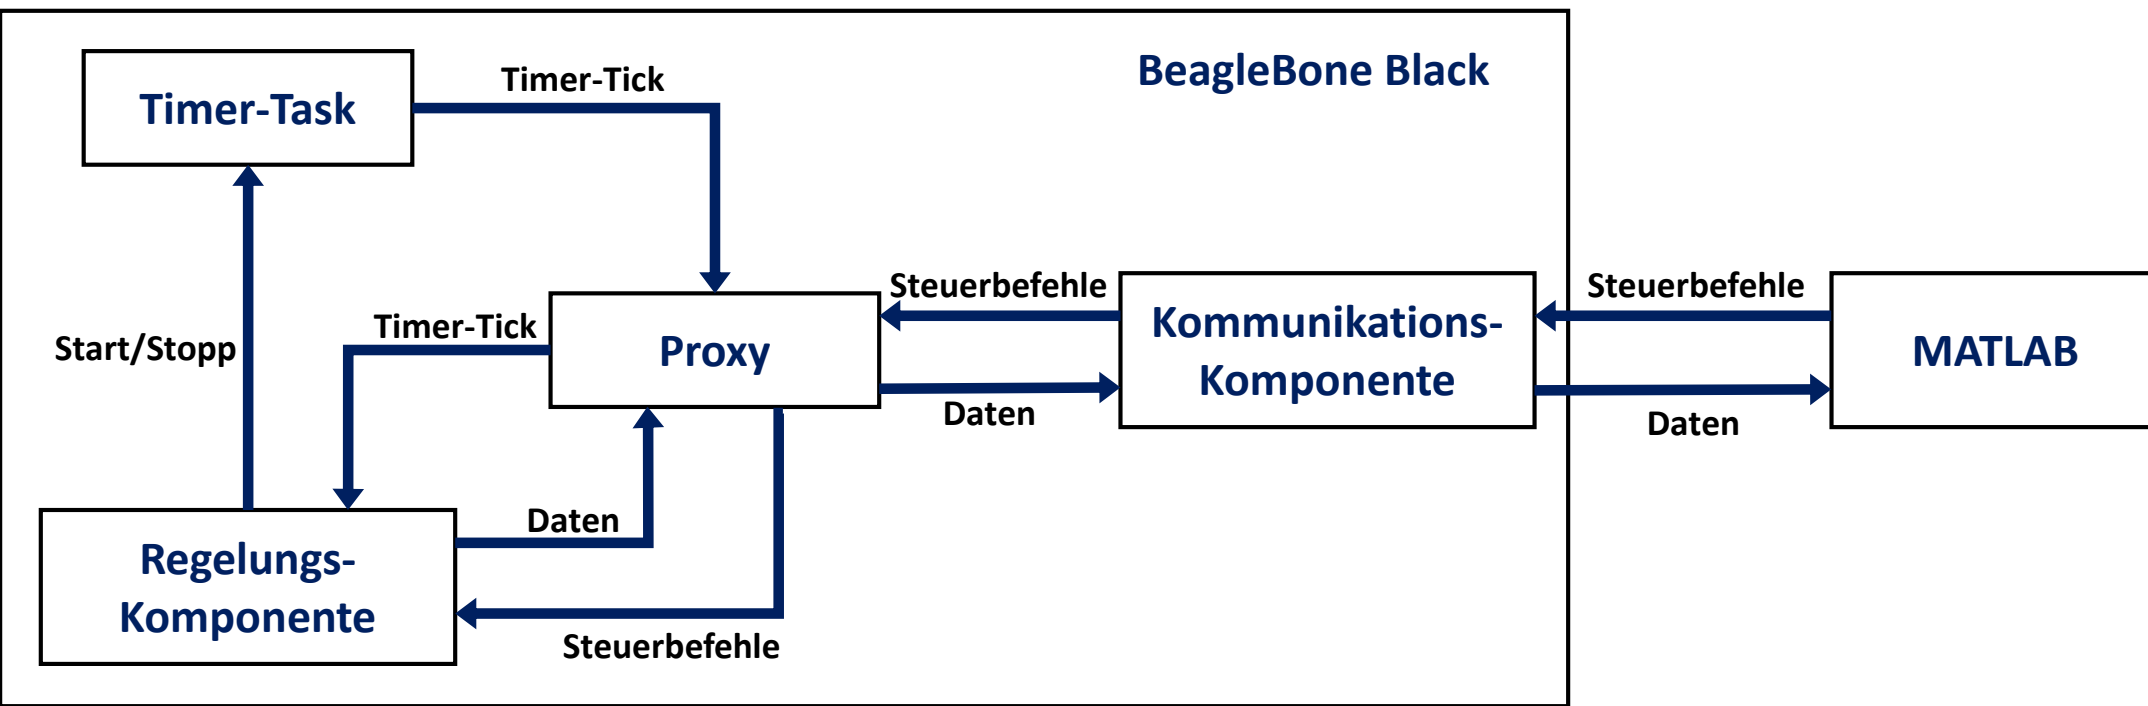 BeagleBone Black
Timer-Task
Timer-Tick
Start/Stopp
Timer-Tick
Proxy
Steuerbefehle
Daten
Kommunikations-
Komponente
Steuerbefehle
Daten
MATLAB
Regelungs-
Komponente
Daten
Steuerbefehle